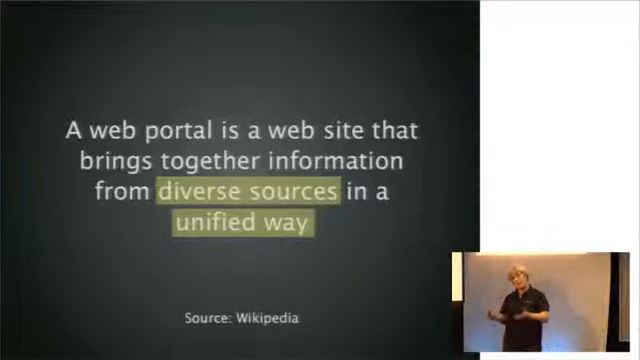 A web portal is a web site that
brings together information
from diverse sources in a
unified way
Source: Wikipedia